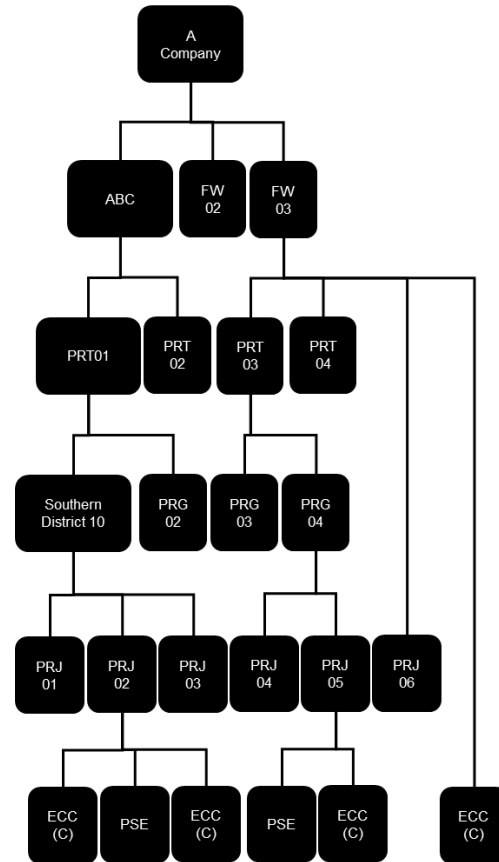 A
Company
ABC
FW
02
FW
03
PRT01
PRT
02
PRT
03
PRT
04
Southern
District 10
PRG
02
PRG
03
PRG
04
PRJ
01
PRJ
02
PRJ
03
PRJ
04
PRJ
05
PRJ
06
ECC
(C)
PSE
ECC
(C)
PSE
ECC
(C)
ECC
(C)